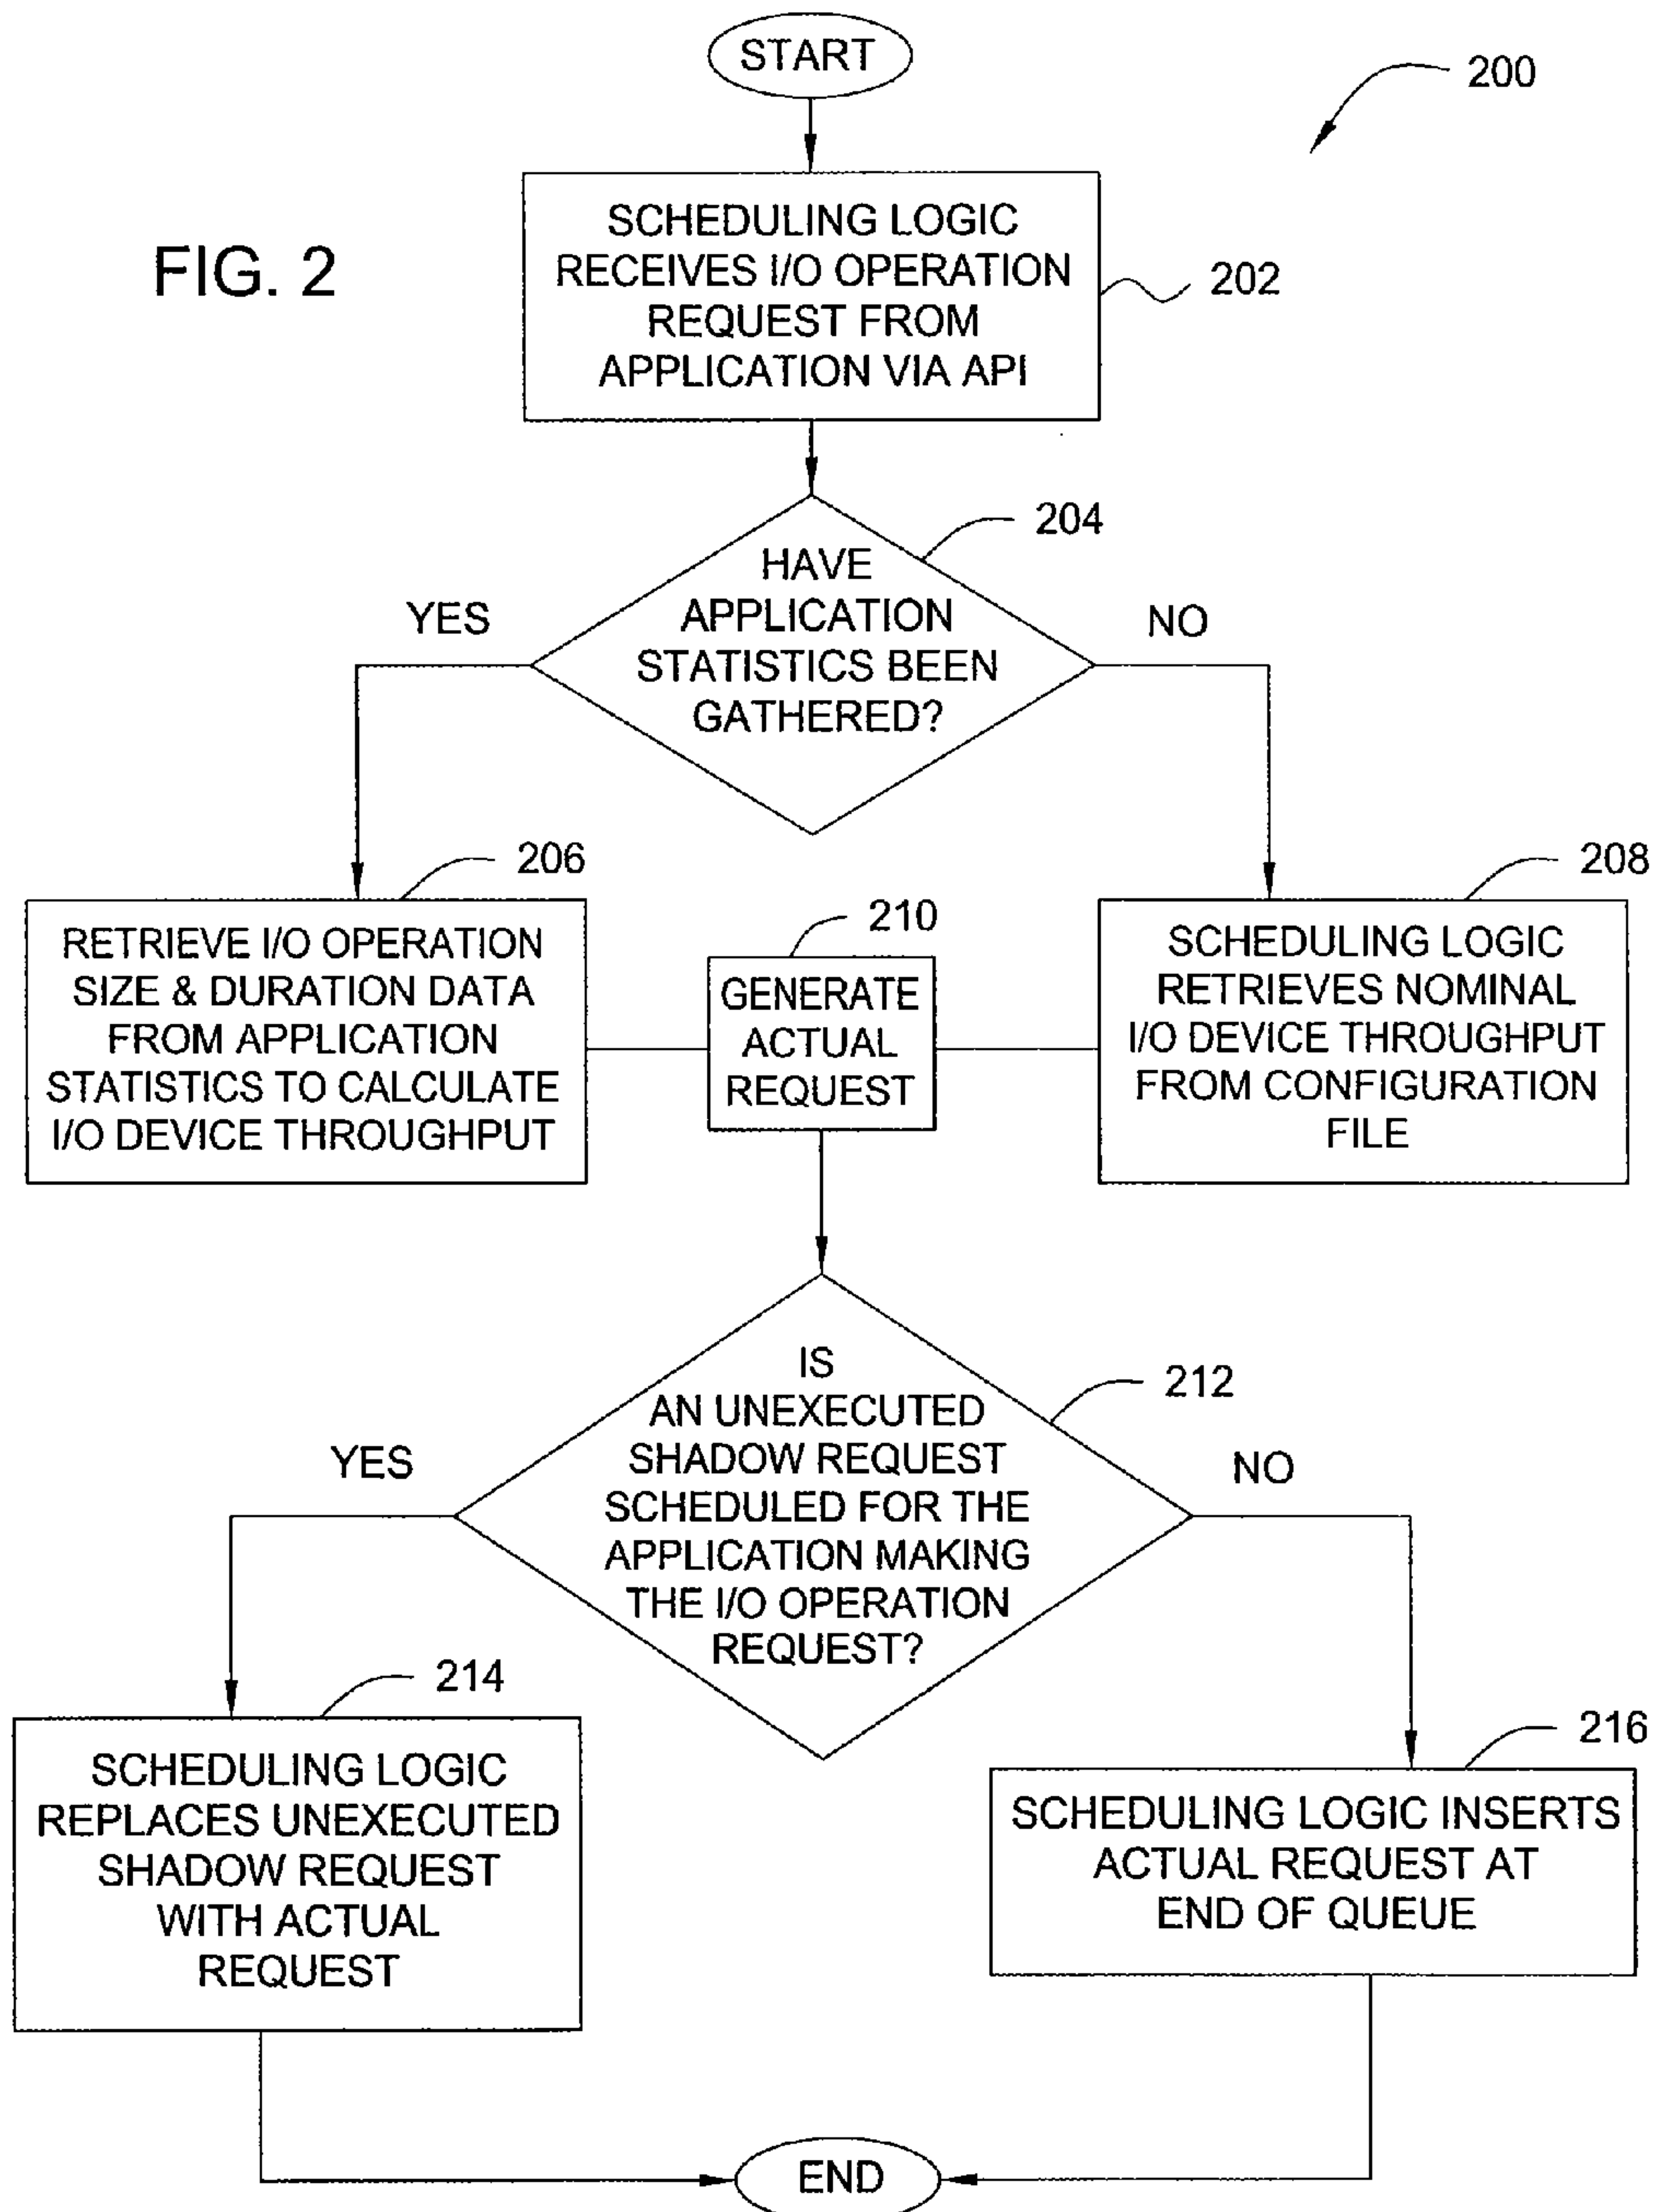 START
200
FIG. 2
SCHEDULING LOGIC
RECEIVES I/O OPERATION
REQUEST FROM
APPLICATION VIA API
202
204
HAVE
APPLICATION
STATISTICS BEEN
GATHERED?
YES
NO
206
RETRIEVE I/O OPERATION
SIZE & DURATION DATA
FROM APPLICATION
STATISTICS TO CALCULATE
I/O DEVICE THROUGHPUT
210
GENERATE
ACTUAL
REQUEST
208
SCHEDULING LOGIC
RETRIEVES NOMINAL
I/O DEVICE THROUGHPUT
FROM CONFIGURATION
FILE
212
IS
AN UNEXECUTED
SHADOW REQUEST
SCHEDULED FOR THE
APPLICATION MAKING
THE I/O OPERATION
REQUEST?
YES
NO
214
SCHEDULING LOGIC
REPLACES UNEXECUTED
SHADOW REQUEST
WITH ACTUAL
REQUEST
216
SCHEDULING LOGIC INSERTS
ACTUAL REQUEST AT
END OF QUEUE
END